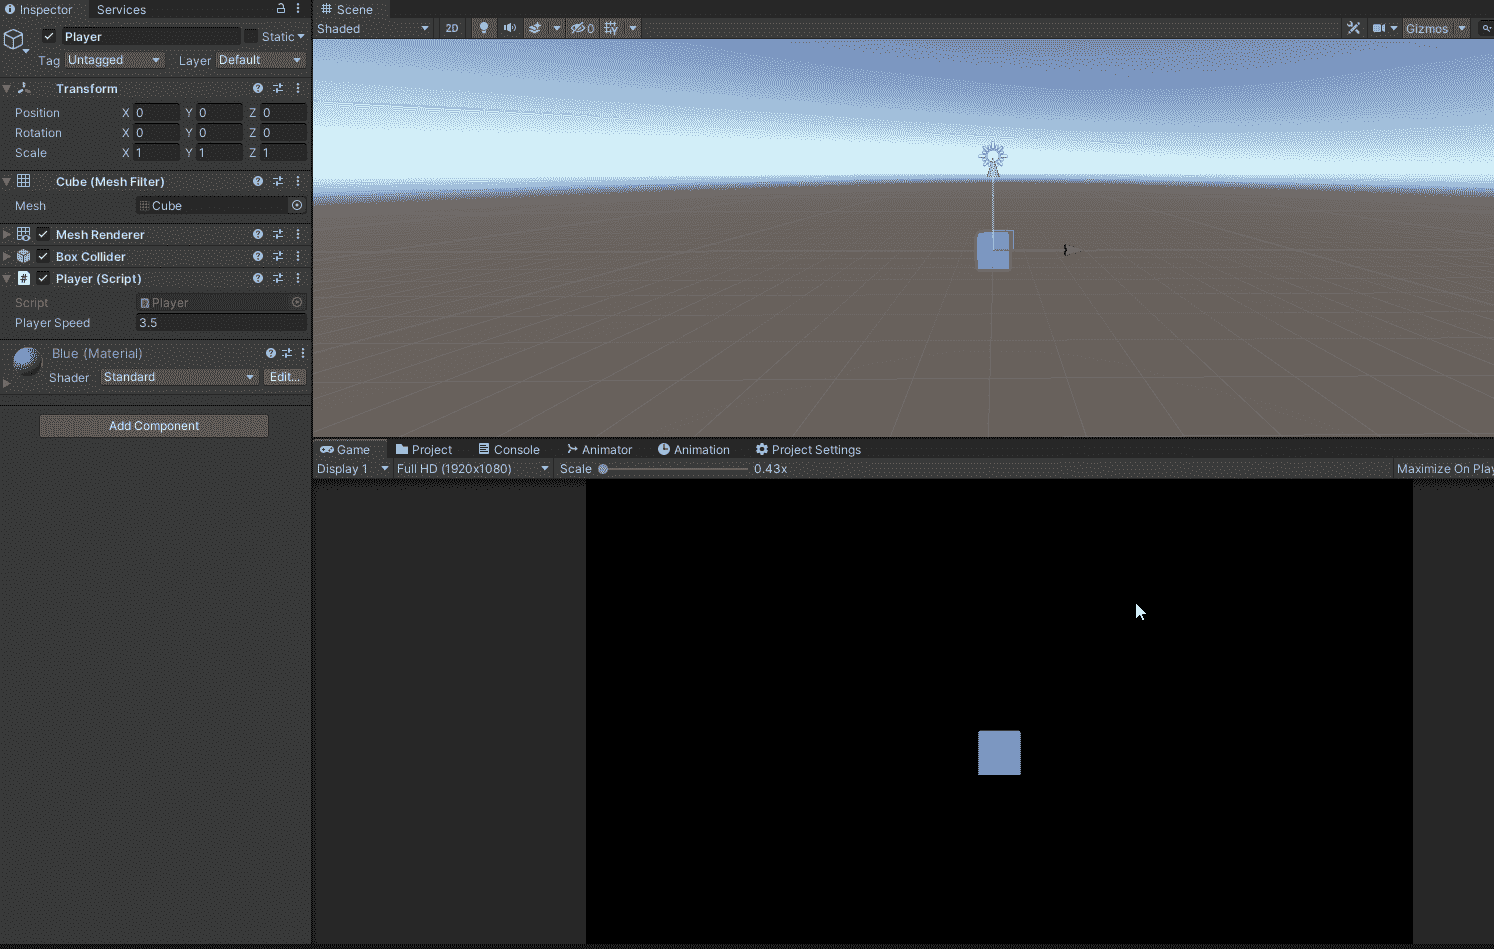 Inspector Services
Player Static
Tag Untagged Layer Default
Transform
Position X 0 Y 0 Z 0
Rotation X 0 Y 0 Z 0
Scale X 1 Y 1 Z 1
Cube (Mesh Filter)
Mesh Cube
Mesh Renderer
Box Collider
# Player (Script)
Script Player
Player Speed 3.5
Blue (Material)
Shader Standard Edit...
Add Component
Scene
Shaded 2D 0 Gizmos
Game Project Console Animator Animation Project Settings
Display 1 Full HD (1920x1080) Scale 0.43x Maximize On Play